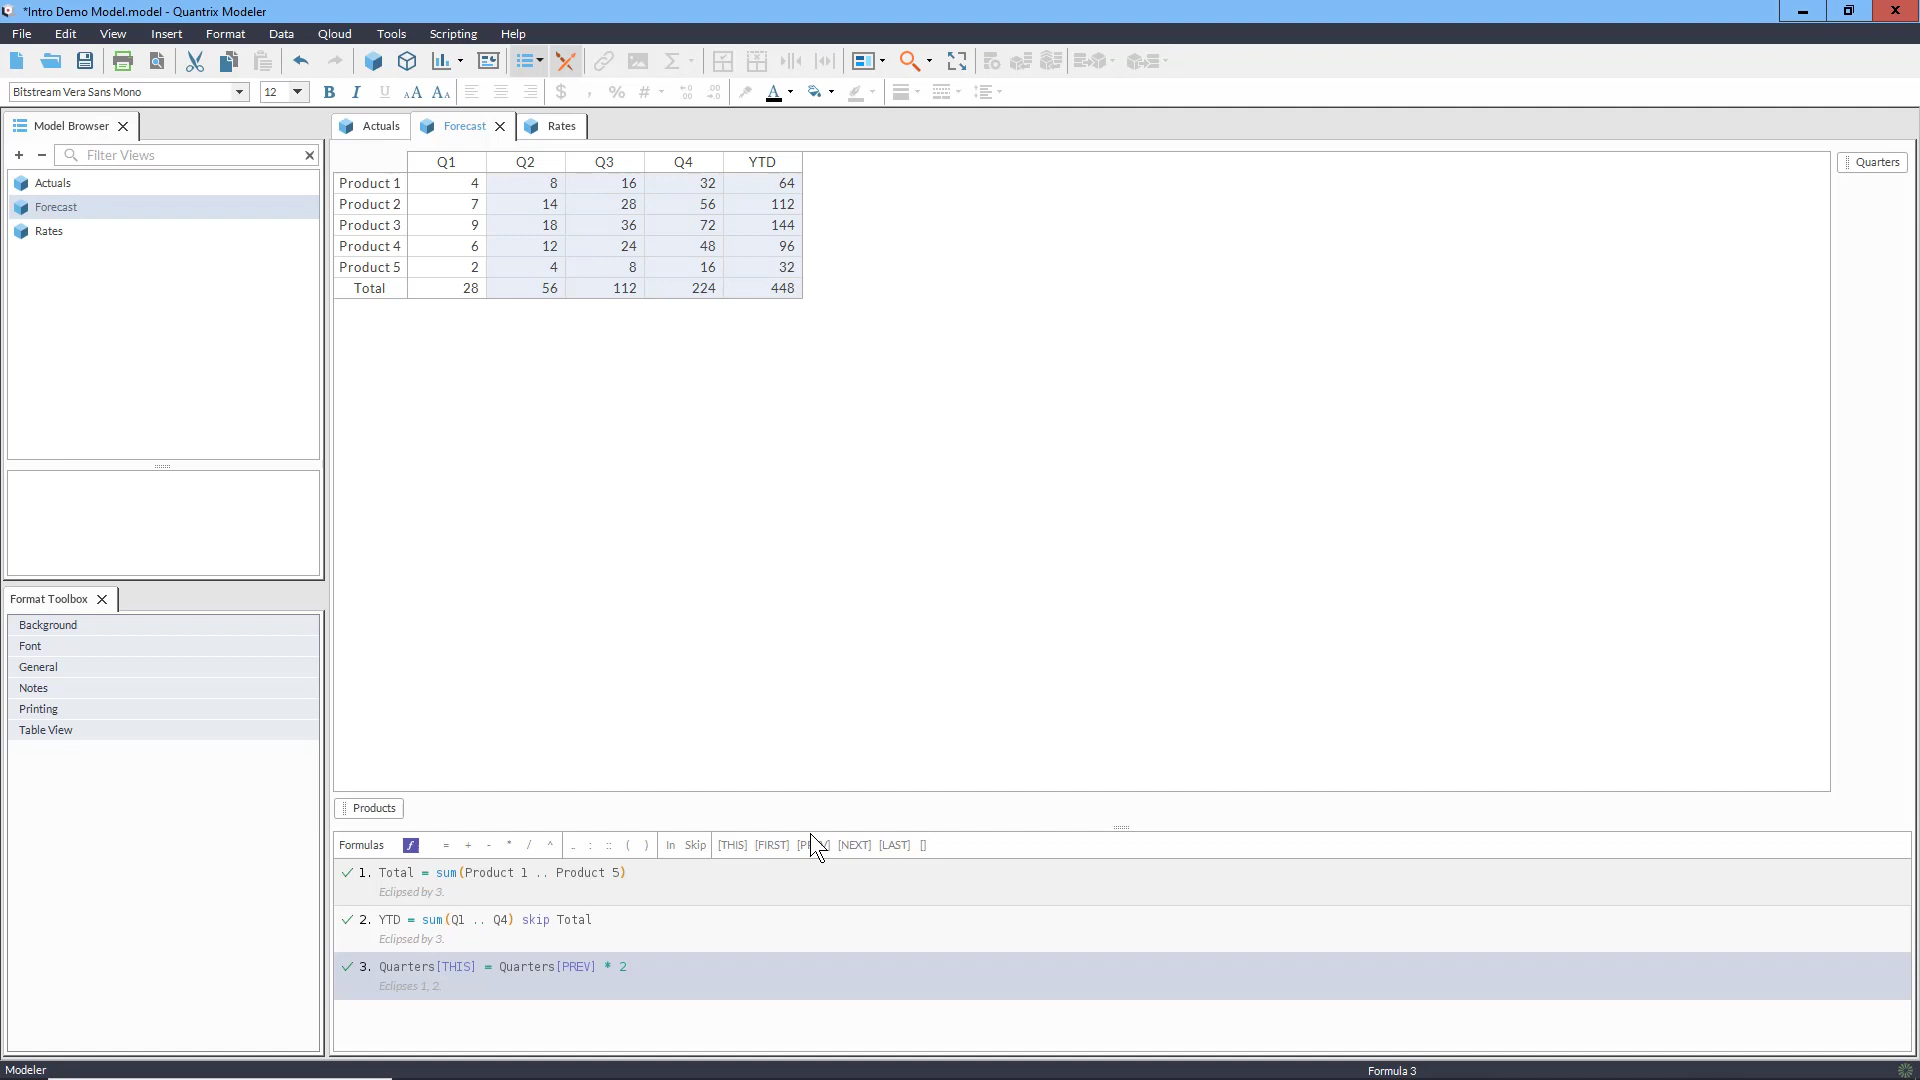 *Intro Demo Model.model - Quantrix Modeler
File Edit View Insert Format Data Qloud Tools Scripting Help
Bitstream Vera Sans Mono 12
Model Browser
Filter Views
Actuals
Forecast
Rates
Format Toolbox
Background
Font
General
Notes
Printing
Table View
Actuals Forecast Rates
Q1 Q2 Q3 Q4 YTD
Product 1 4 8 16 32 64
Product 2 7 14 28 56 112
Product 3 9 18 36 72 144
Product 4 6 12 24 48 96
Product 5 2 4 8 16 32
Total 28 56 112 224 448
Quarters
Products
Formulas f = + - * / ^ .. : :: ( ) In Skip [THIS] [FIRST] [NEXT] [LAST] []
1. Total = sum(Product 1 .. Product 5)
Eclipsed by 3.
2. YTD = sum(Q1 .. Q4) skip Total
Eclipsed by 3.
3. Quarters[THIS] = Quarters[PREV] * 2
Eclipses 1, 2.
Modeler Formula 3